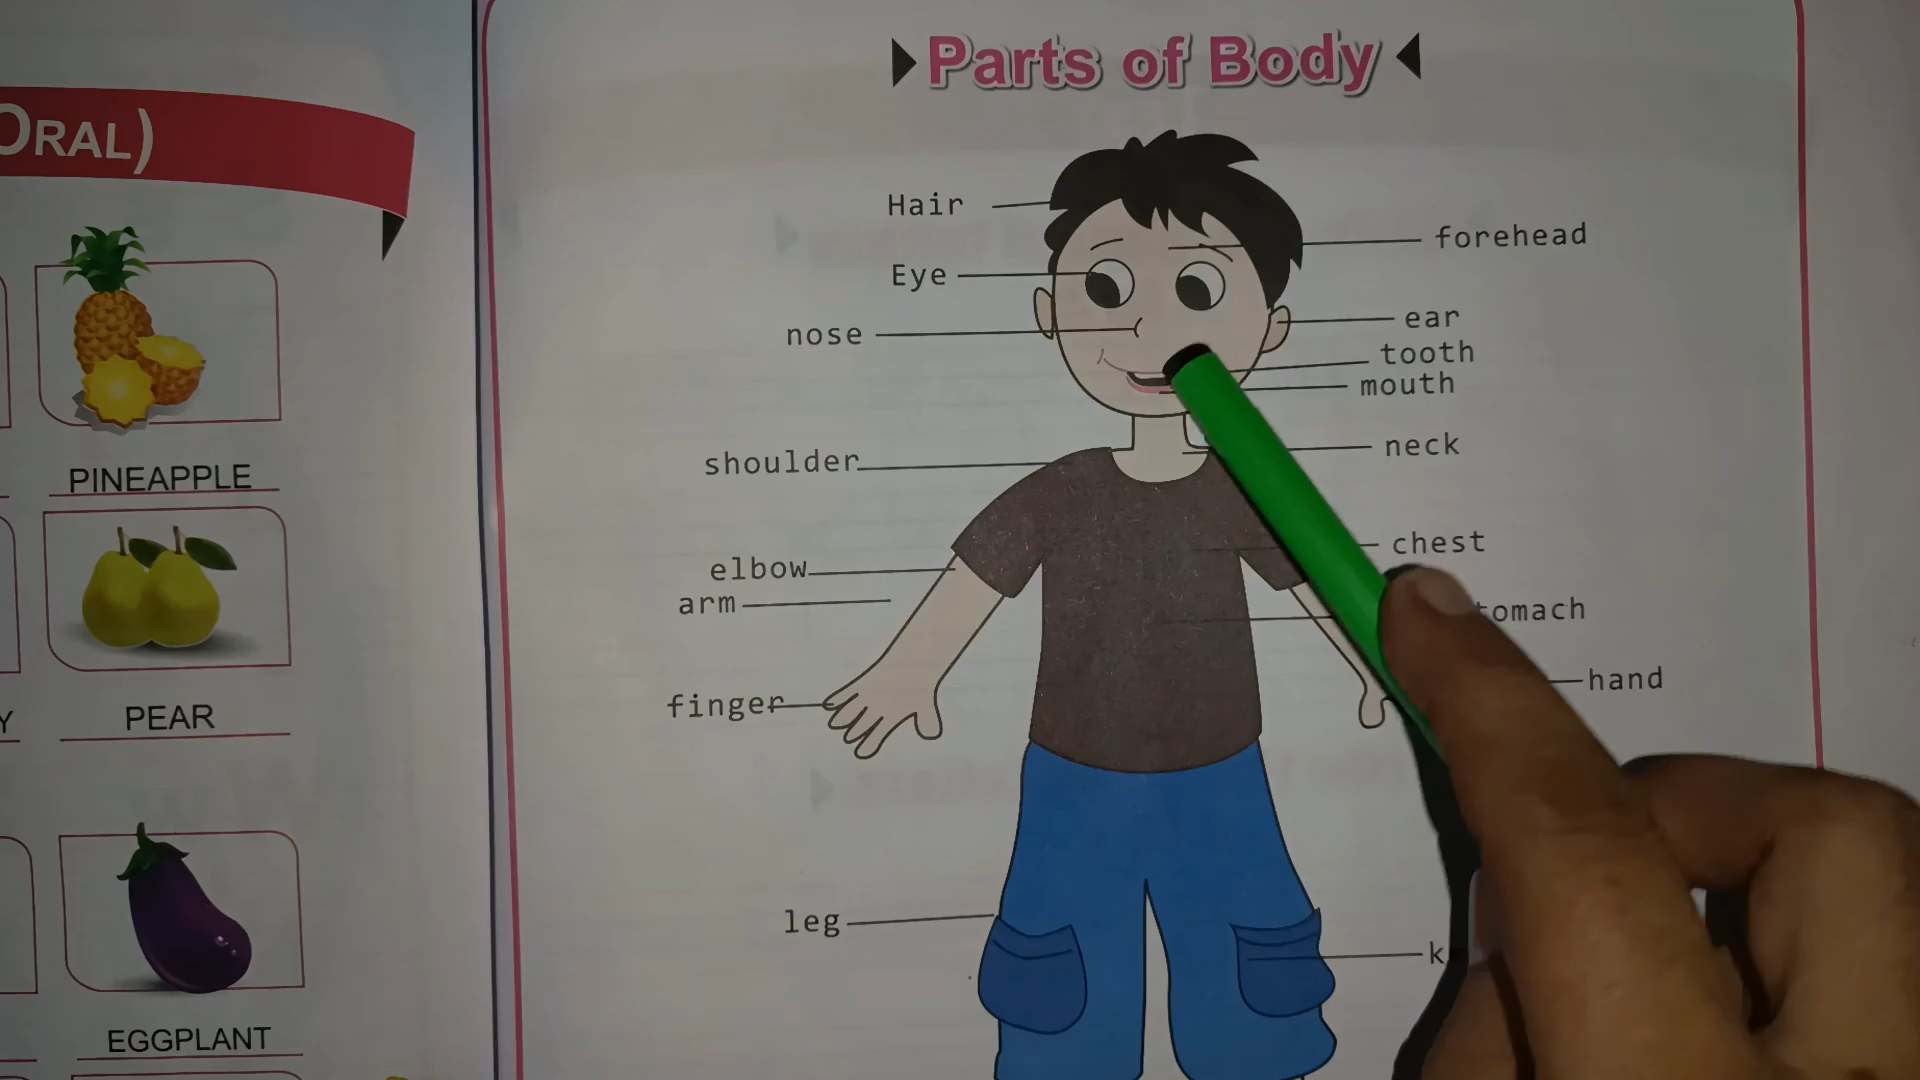 ORAL)
PINEAPPLE
Y
PEAR
EGGPLANT
Parts of Body
Hair
forehead
Eye
ear
nose
tooth
mouth
neck
shoulder
chest
elbow
arm
tomach
hand
finger
leg
k